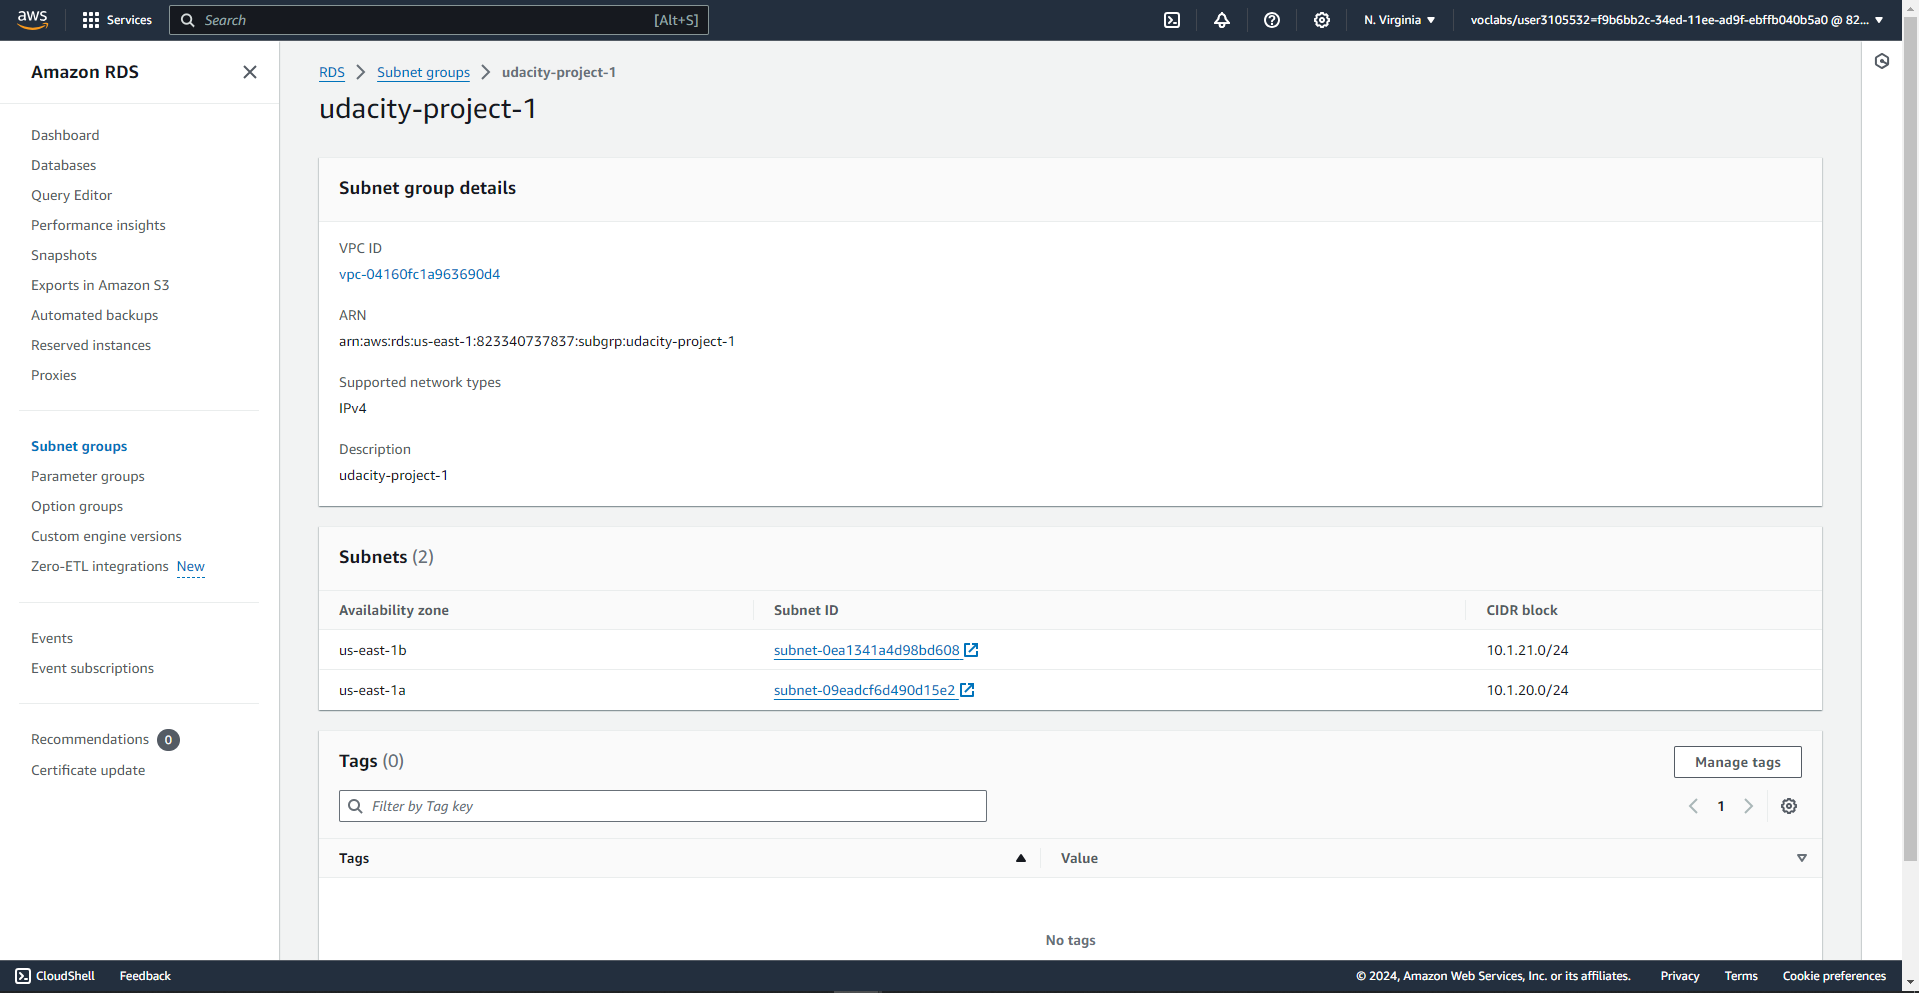 aws Services Search [Alt+S] N. Virginia ▼ voclabs/user3105532=f9b6bb2c-34ed-11ee-ad9f-ebffb040b5a0 @ 82... ▼
Amazon RDS
Dashboard
Databases
Query Editor
Performance insights
Snapshots
Exports in Amazon S3
Automated backups
Reserved instances
Proxies
Subnet groups
Parameter groups
Option groups
Custom engine versions
Zero-ETL integrations New
Events
Event subscriptions
Recommendations 0
Certificate update
RDS > Subnet groups > udacity-project-1
udacity-project-1
Subnet group details
VPC ID
vpc-04160fc1a963690d4
ARN
arn:aws:rds:us-east-1:823340737837:subgrp:udacity-project-1
Supported network types
IPv4
Description
udacity-project-1
Subnets (2)
Availability zone Subnet ID CIDR block
us-east-1b subnet-0ea1341a4d98bd608 10.1.21.0/24
us-east-1a subnet-09eadcf6d490d15e2 10.1.20.0/24
Tags (0) Manage tags
Filter by Tag key 1
Tags Value
No tags
CloudShell Feedback © 2024, Amazon Web Services, Inc. or its affiliates. Privacy Terms Cookie preferences